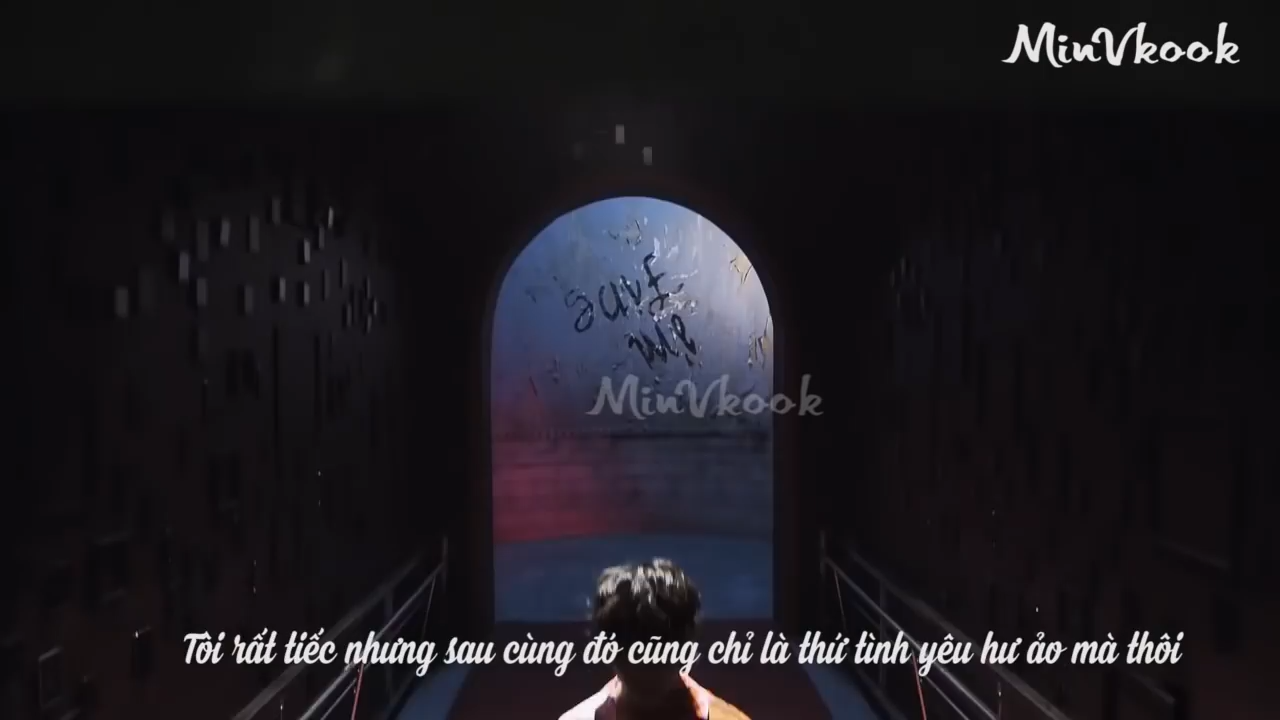 MinVkook
save
me
MinVkook
Tôi rất tiếc nhưng sau cùng đó cũng chỉ là thứ tình yêu hư ảo mà thôi